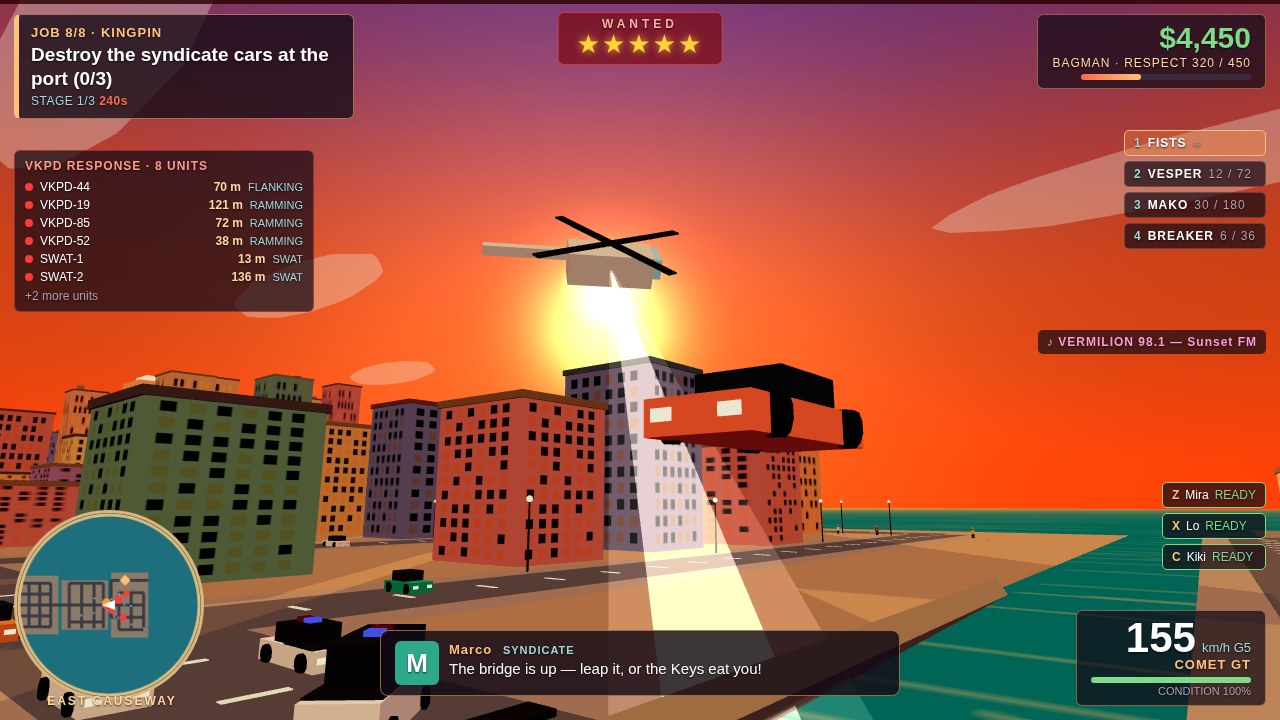 JOB 8/8 · KINGPIN
Destroy the syndicate cars at the
port (0/3)
STAGE 1/3 240s
WANTED
★★★★★
$4,450
BAGMAN · RESPECT 320 / 450
VKPD RESPONSE · 8 UNITS
VKPD-44 70 m FLANKING
VKPD-19 121 m RAMMING
VKPD-85 72 m RAMMING
VKPD-52 38 m RAMMING
SWAT-1 13 m SWAT
SWAT-2 136 m SWAT
+2 more units
1 FISTS ∞
2 VESPER 12 / 72
3 MAKO 30 / 180
4 BREAKER 6 / 36
♪ VERMILION 98.1 — Sunset FM
Z Mira READY
X Lo READY
C Kiki READY
EAST CAUSEWAY
M
Marco SYNDICATE
The bridge is up — leap it, or the Keys eat you!
155 km/h G5
COMET GT
CONDITION 100%